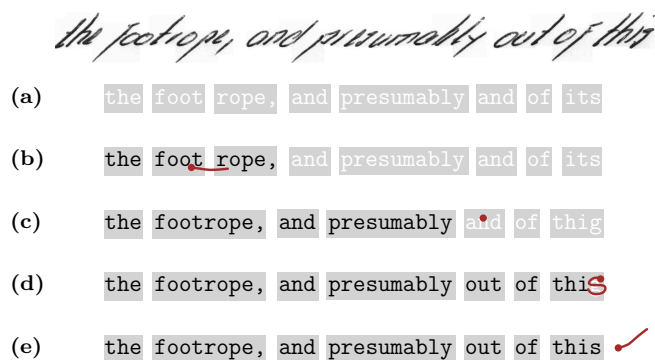 the footrope, and presumably out of this
(a) the foot rope, and presumably and of its
(b) the foot rope, and presumably and of its
(c) the footrope, and presumably and of thig
(d) the footrope, and presumably out of this
(e) the footrope, and presumably out of this